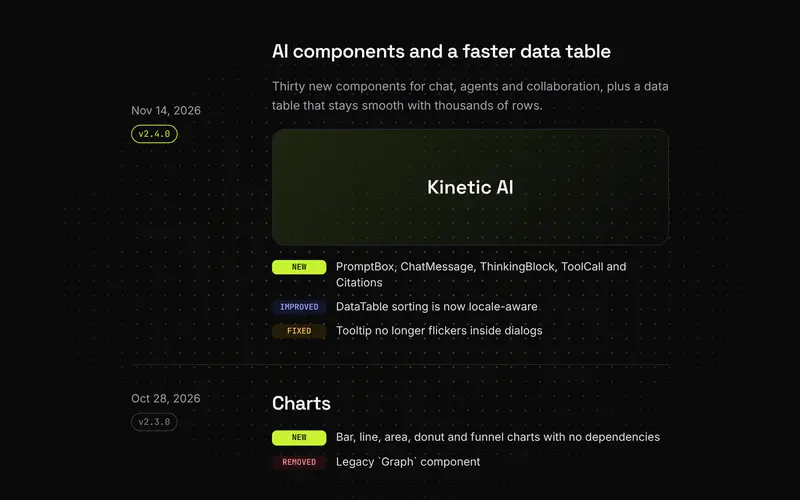 AI components and a faster data table
Thirty new components for chat, agents and collaboration, plus a data
table that stays smooth with thousands of rows.
Nov 14, 2026
v2.4.0
Kinetic AI
NEW PromptBox, ChatMessage, ThinkingBlock, ToolCall and
Citations
IMPROVED DataTable sorting is now locale-aware
FIXED Tooltip no longer flickers inside dialogs
Oct 28, 2026
v2.3.0
Charts
NEW Bar, line, area, donut and funnel charts with no dependencies
REMOVED Legacy `Graph` component